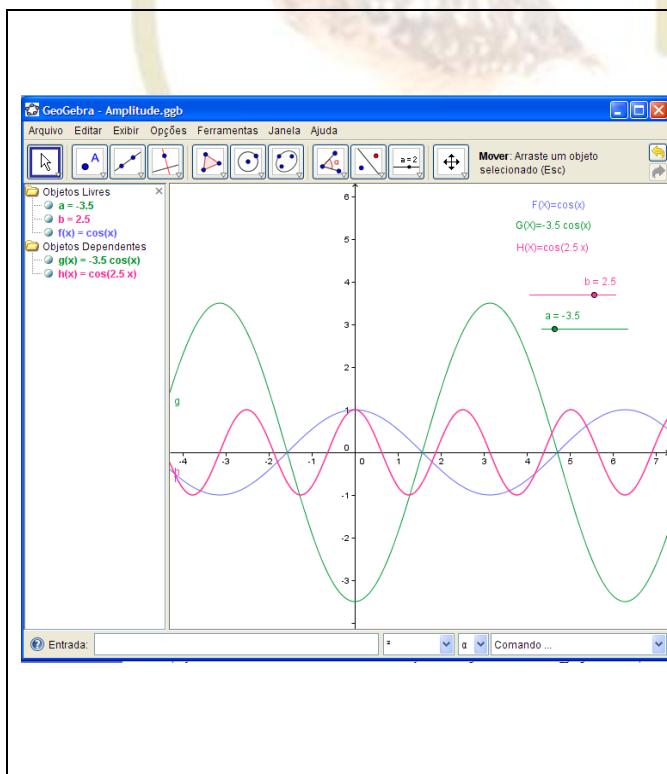 GeoGebra - Amplitude.ggb
Arquivo Editar Exibir Opções Ferramentas Janela Ajuda
A
α
a=2
Mover: Arraste um objeto
selecionado (Esc)
Objetos Livres
a = -3.5
b = 2.5
f(x) = cos(x)
Objetos Dependentes
g(x) = -3.5 cos(x)
h(x) = cos(2.5 x)
F(X)=cos(x)
G(X)=-3.5 cos(x)
H(X)=cos(2.5 x)
b = 2.5
a = -3.5
6
5
4
3
2
1
0
-1
-2
-3
-4 -3 -2 -1 0 1 2 3 4 5 6 7
g
h
Entrada:
²
α
Comando ...